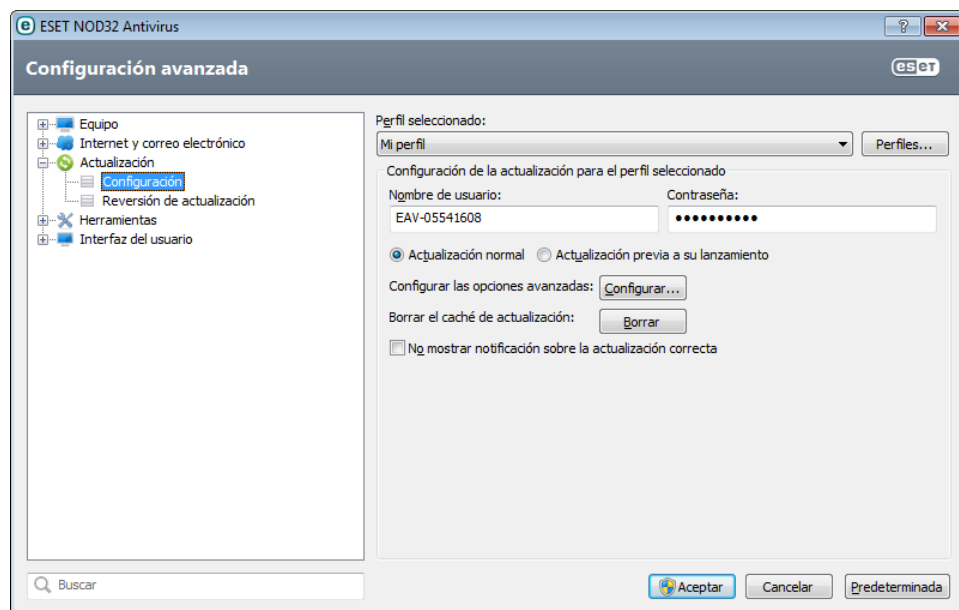 ESET NOD32 Antivirus
Configuración avanzada
eset
Equipo
Internet y correo electrónico
Actualización
Configuración
Reversión de actualización
Herramientas
Interfaz del usuario
Perfil seleccionado:
Mi perfil
Perfiles...
Configuración de la actualización para el perfil seleccionado
Nombre de usuario:
Contraseña:
EAV-05541608
••••••••••
Actualización normal
Actualización previa a su lanzamiento
Configurar las opciones avanzadas:
Configurar...
Borrar el caché de actualización:
Borrar
No mostrar notificación sobre la actualización correcta
Buscar
Aceptar
Cancelar
Predeterminada